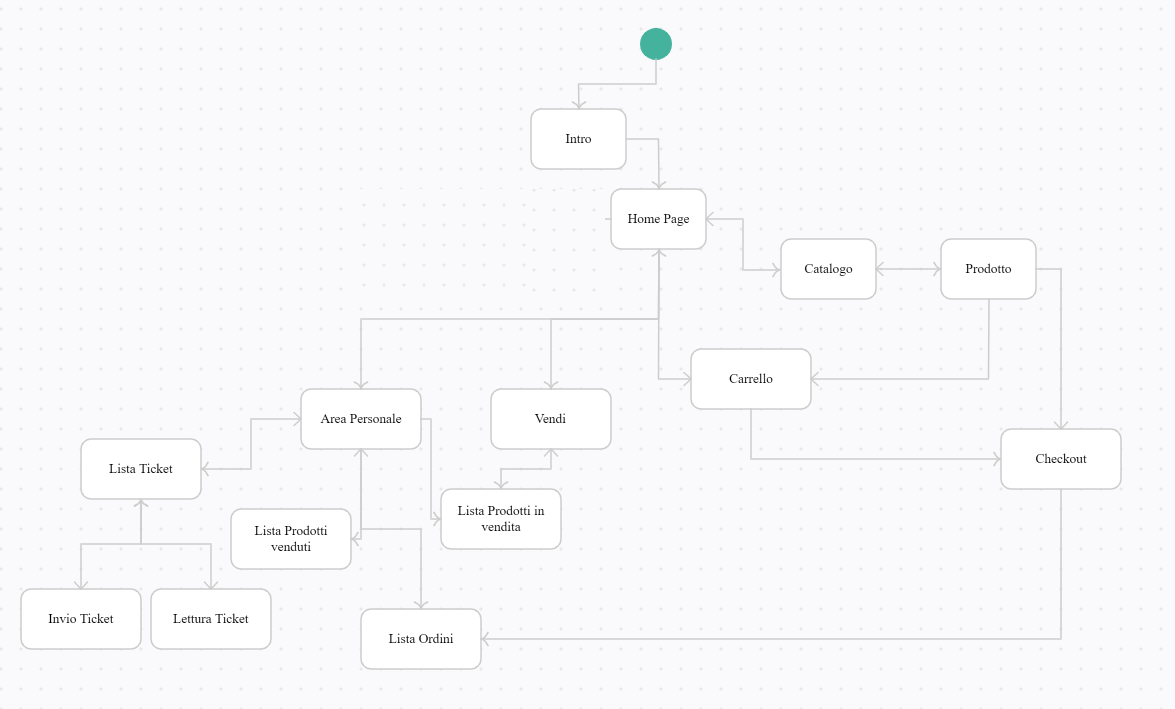 Intro
Home Page
Catalogo
Prodotto
Carrello
Area Personale
Vendi
Lista Ticket
Checkout
Lista Prodotti in
vendita
Lista Prodotti
venduti
Invio Ticket
Lettura Ticket
Lista Ordini